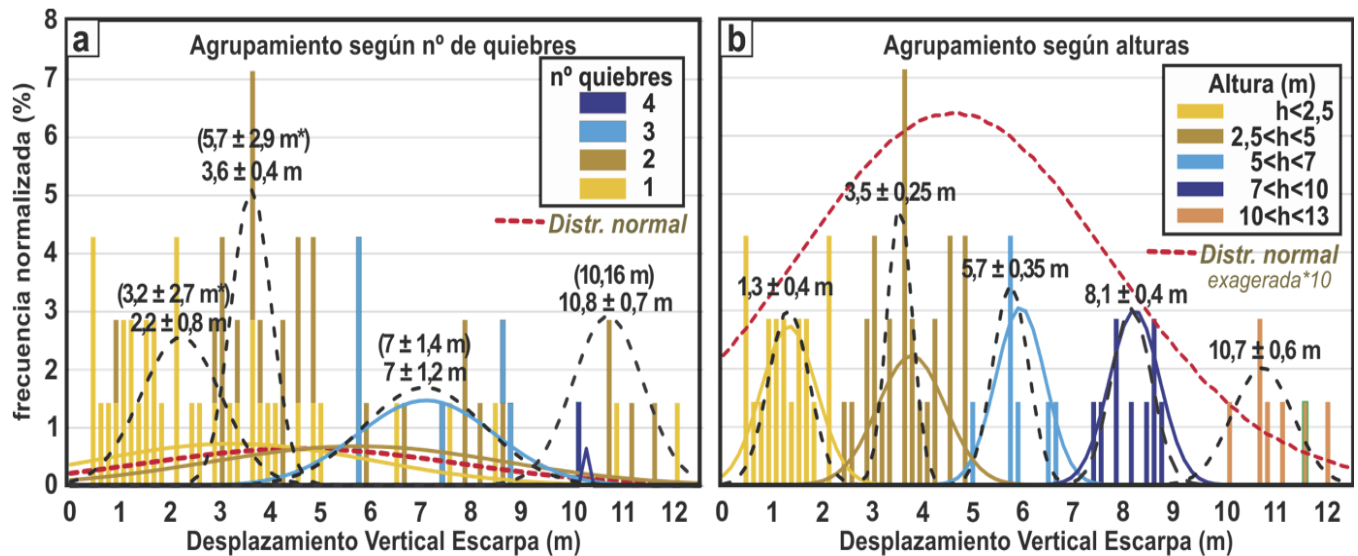 a
Agrupamiento según nº de quiebres
nº quiebres
4
3
2
1
Distr. normal
(5,7 ± 2,9 m*)
3,6 ± 0,4 m
(3,2 ± 2,7 m*)
2,2 ± 0,8 m
(7 ± 1,4 m)
7 ± 1,2 m
(10,16 m)
10,8 ± 0,7 m
frecuencia normalizada (%)
8
7
6
5
4
3
2
1
0
0 1 2 3 4 5 6 7 8 9 10 11 12
Desplazamiento Vertical Escarpa (m)
b
Agrupamiento según alturas
Altura (m)
h<2,5
2,5<h<5
5<h<7
7<h<10
10<h<13
Distr. normal
exagerada*10
3,5 ± 0,25 m
1,3 ± 0,4 m
5,7 ± 0,35 m
8,1 ± 0,4 m
10,7 ± 0,6 m
0 1 2 3 4 5 6 7 8 9 10 11 12
Desplazamiento Vertical Escarpa (m)